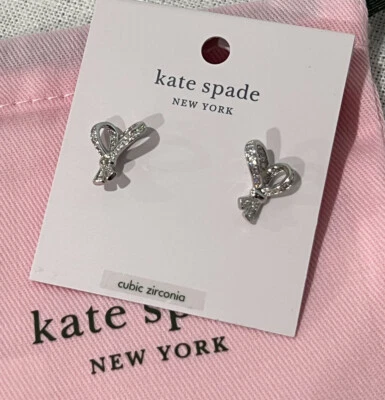 kate spade
NEW YORK
cubic zirconia
kate sp
NEW YORK